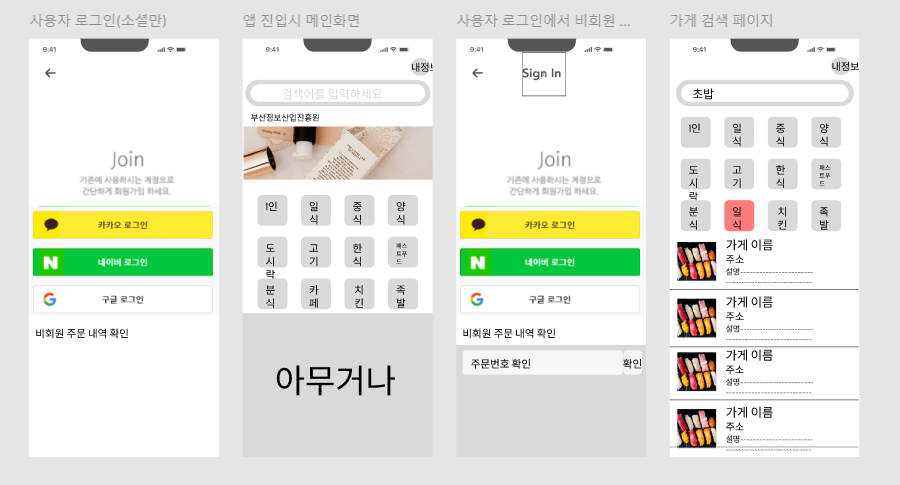 사용자 로그인(소셜만)
9:41
Join
기존에 사용하시는 계정으로
간단하게 회원가입 하세요.
카카오 로그인
N 네이버 로그인
G 구글 로그인
비회원 주문 내역 확인
앱 진입시 메인화면
9:41
내정보
검색어를 입력하세요
부산정보산업진흥원
1인 일식 중식 양식
도시락 고기 한식 패스트푸드
분식 카페 치킨 족발
아무거나
사용자 로그인에서 비회원 ...
9:41
Sign In
Join
기존에 사용하시는 계정으로
간단하게 회원가입 하세요.
카카오 로그인
N 네이버 로그인
G 구글 로그인
비회원 주문 내역 확인
주문번호 확인 확인
가게 검색 페이지
9:41
내정보
초밥
1인 일식 중식 양식
도시락 고기 한식 패스트푸드
분식 일식 치킨 족발
가게 이름
주소
설명
가게 이름
주소
설명
가게 이름
주소
설명
가게 이름
주소
설명